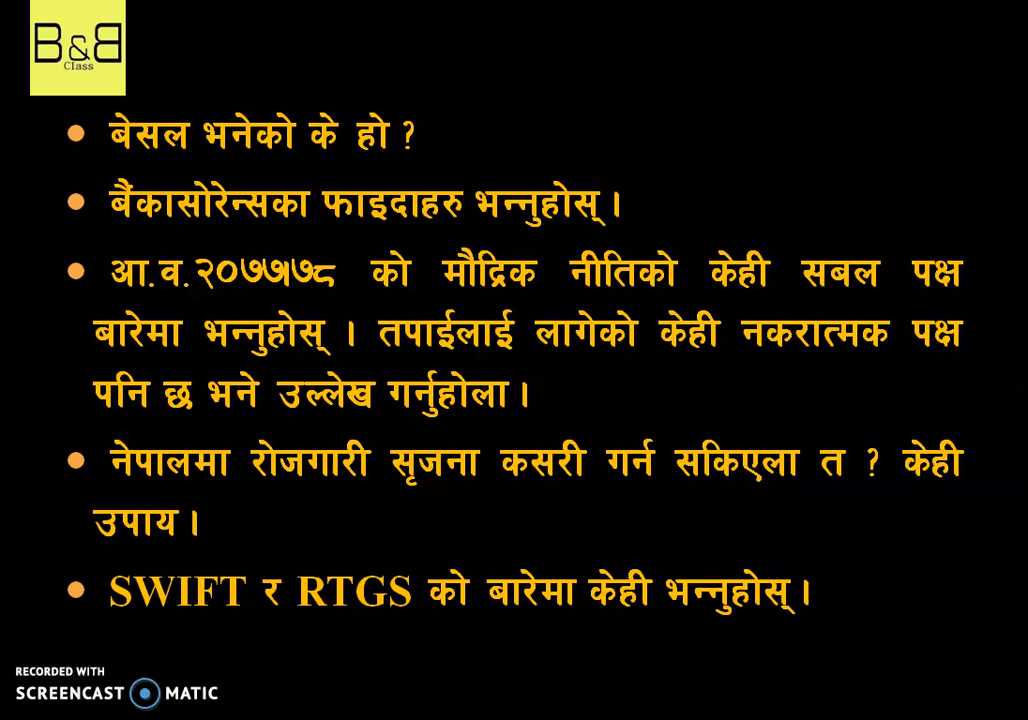 B&B
Class
बेसल भनेको के हो ?
बैंकासोरेन्सका फाइदाहरु भन्नुहोस् ।
आ.व.२०७७।७८ को मौद्रिक नीतिको केही सबल पक्ष
बारेमा भन्नुहोस् । तपाईलाई लागेको केही नकरात्मक पक्ष
पनि छ भने उल्लेख गर्नुहोला ।
नेपालमा रोजगारी सृजना कसरी गर्न सकिएला त ? केही
उपाय ।
SWIFT र RTGS को बारेमा केही भन्नुहोस् ।
RECORDED WITH
SCREENCAST MATIC